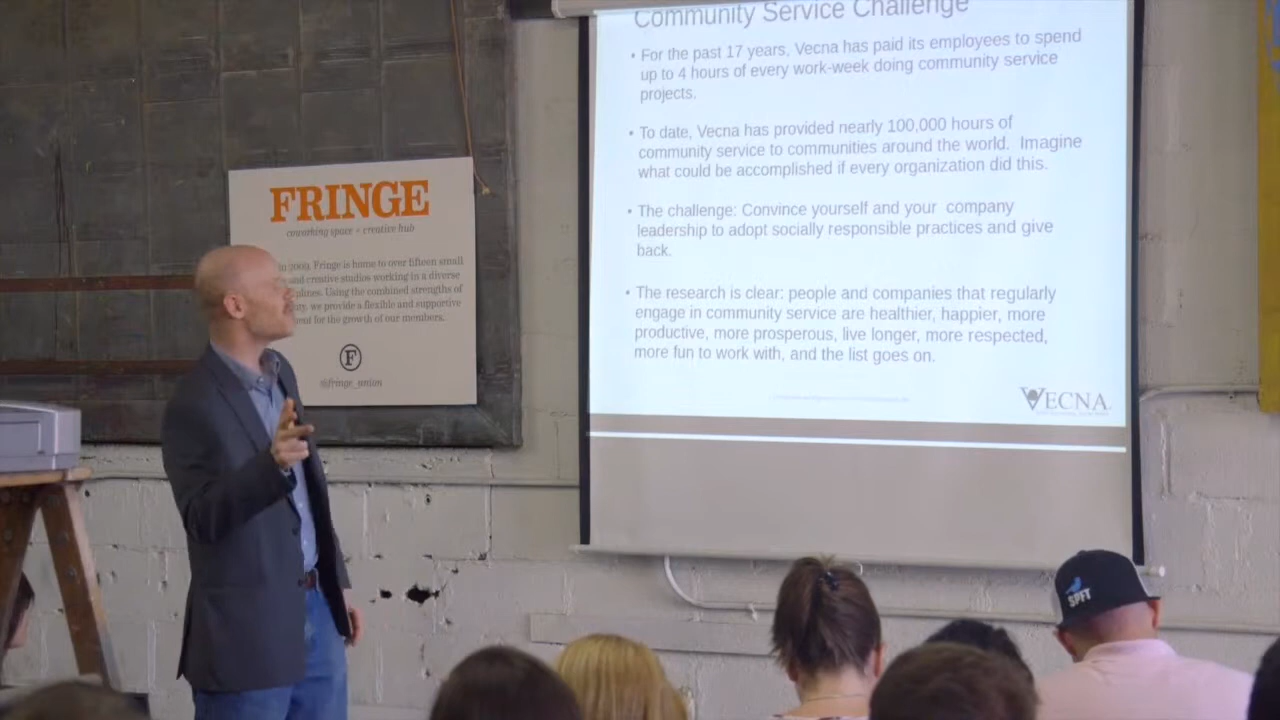 FRINGE
coworking space + creative hub
in 2009, Fringe is home to over fifteen small
and creative studios working in a diverse
plines. Using the combined strengths of
ty, we provide a flexible and supportive
ent for the growth of our members.
F
@fringe_union
Community Service Challenge
• For the past 17 years, Vecna has paid its employees to spend
up to 4 hours of every work-week doing community service
projects.
• To date, Vecna has provided nearly 100,000 hours of
community service to communities around the world. Imagine
what could be accomplished if every organization did this.
• The challenge: Convince yourself and your company
leadership to adopt socially responsible practices and give
back.
• The research is clear: people and companies that regularly
engage in community service are healthier, happier, more
productive, more prosperous, live longer, more respected,
more fun to work with, and the list goes on.
VECNA
SPFT